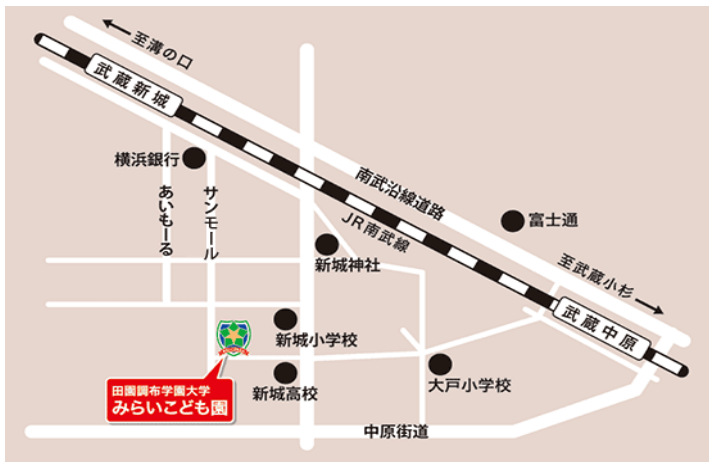 至溝の口
武蔵新城
横浜銀行
あいもーる
サンモール
南武沿線道路
JR南武線
富士通
新城神社
至武蔵小杉
武蔵中原
新城小学校
大戸小学校
新城高校
田園調布学園大学
みらいこども園
中原街道